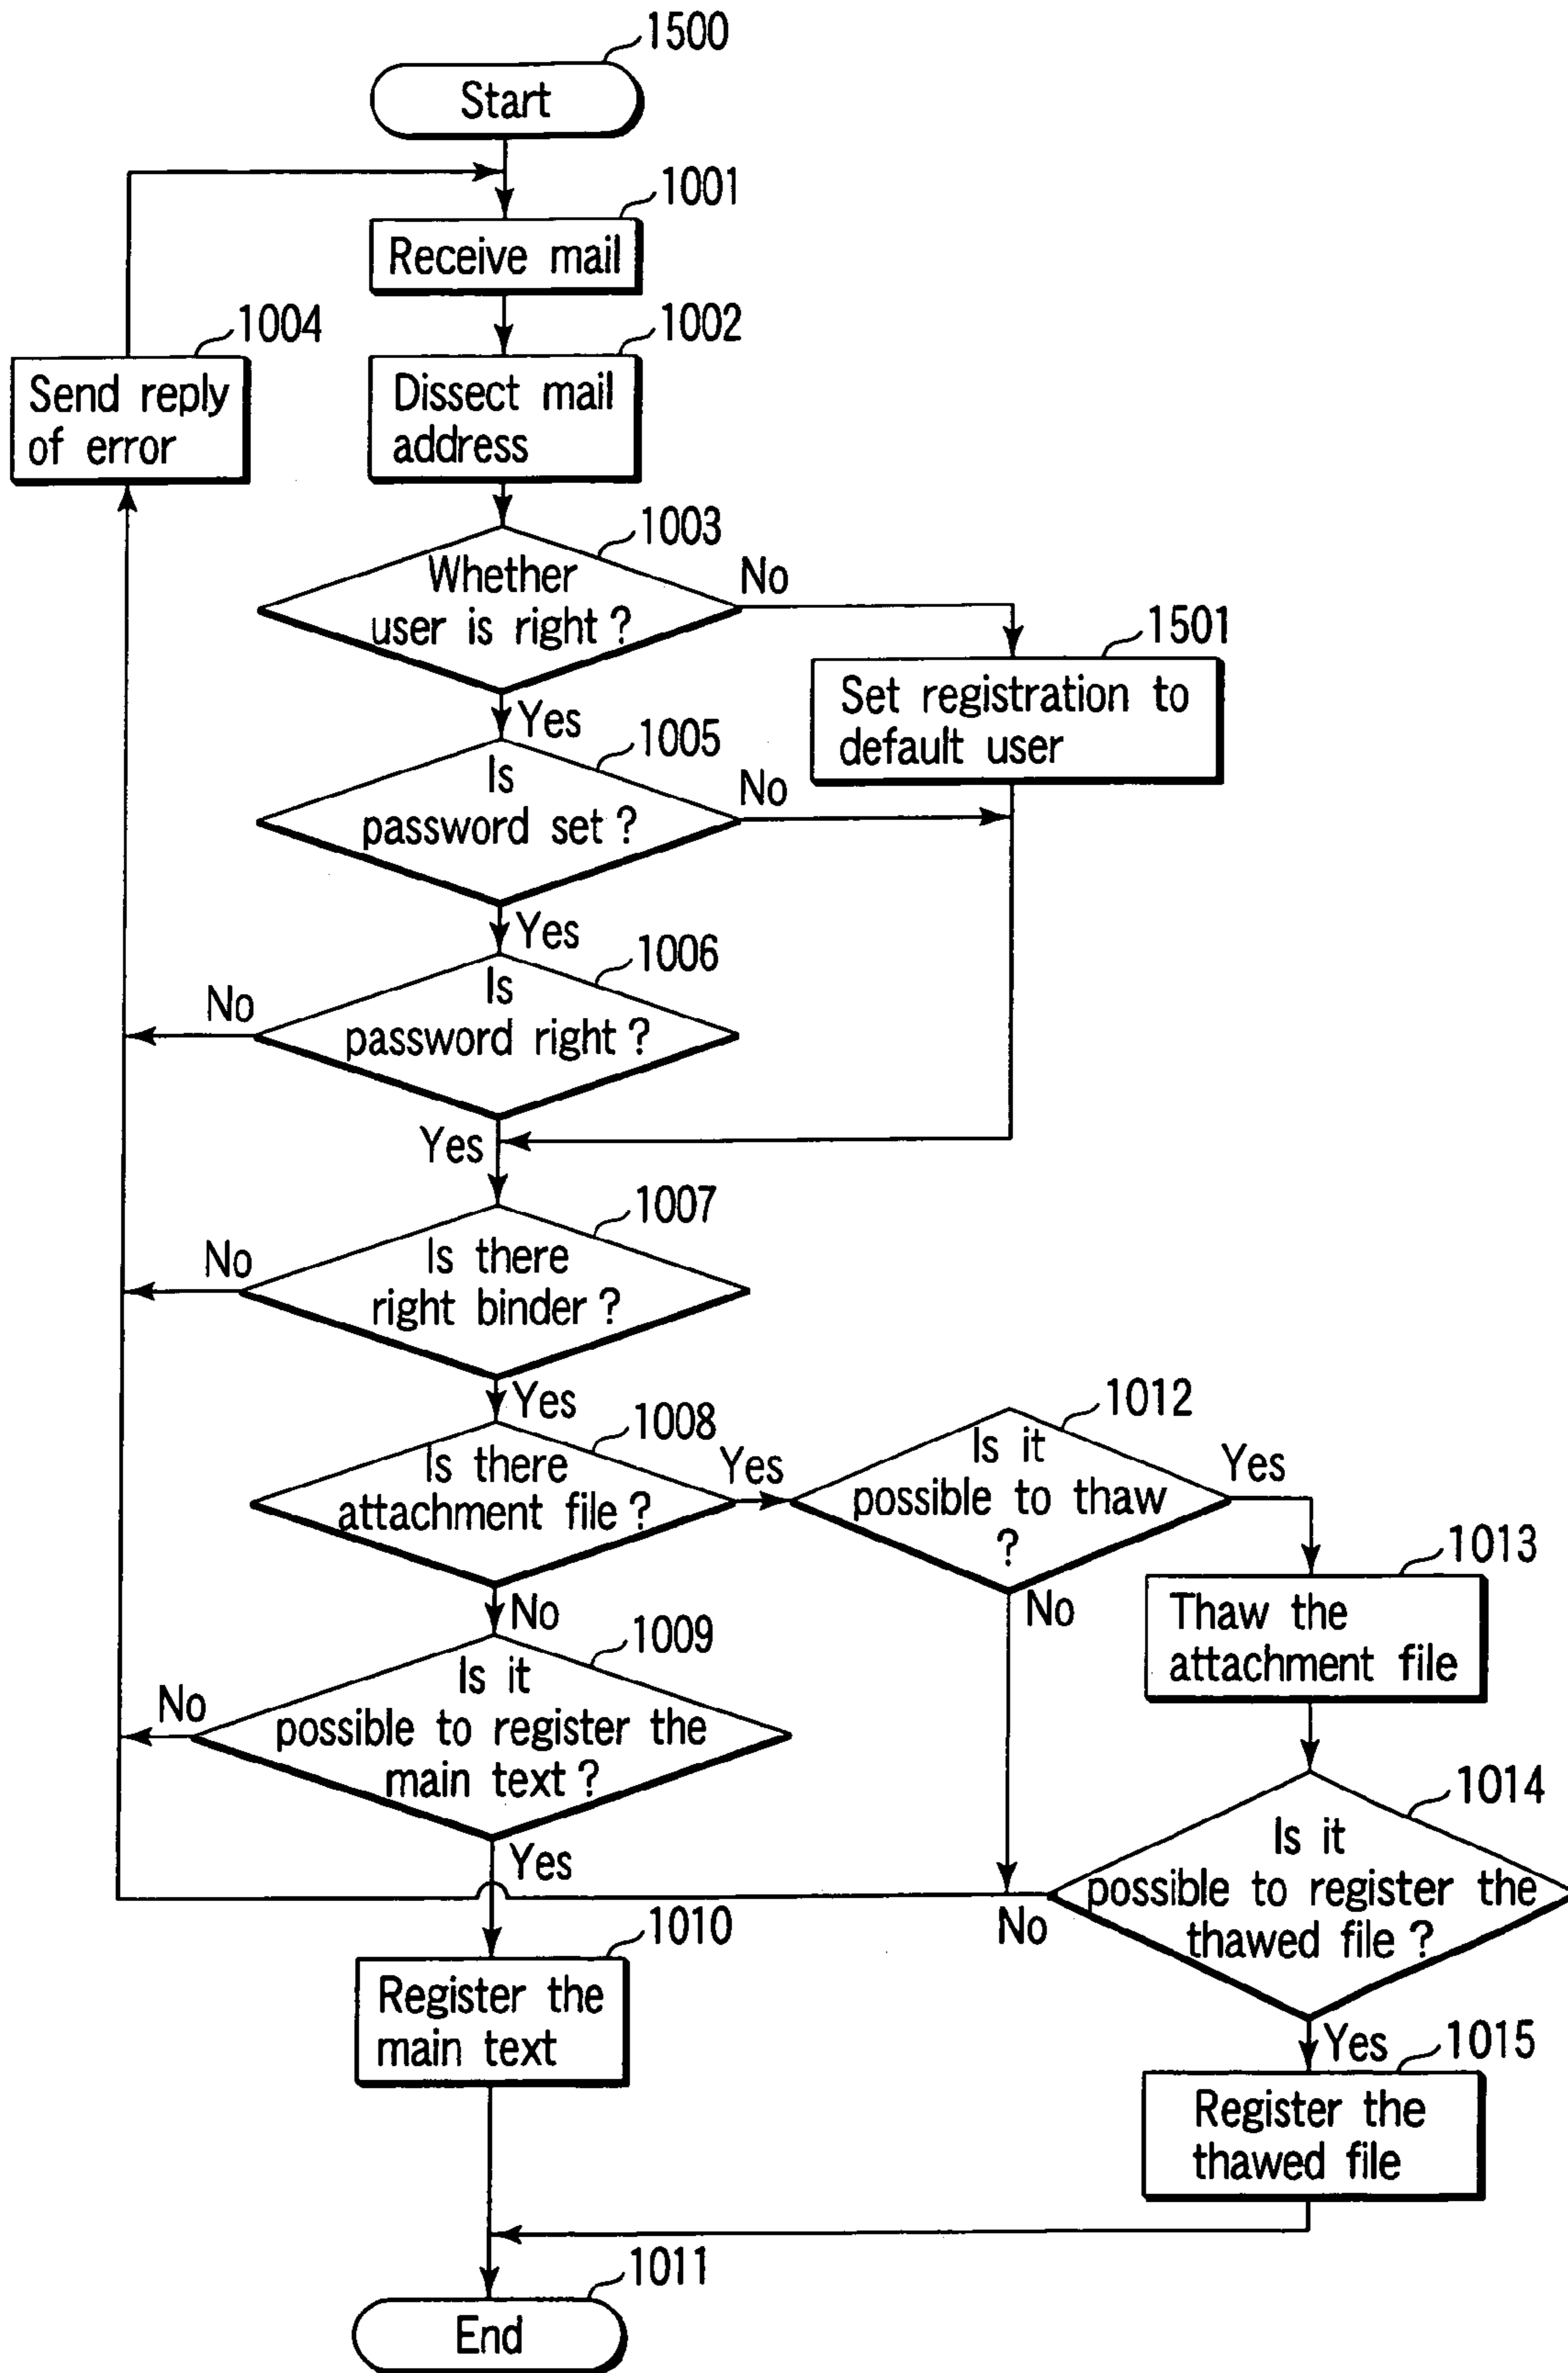 1500
Start
1001
Receive mail
1004
Send reply
of error
1002
Dissect mail
address
1003
Whether
user is right ?
No
Yes
1501
Set registration to
default user
1005
Is
password set ?
No
Yes
1006
Is
password right ?
No
Yes
1007
Is there
right binder ?
No
Yes
1008
Is there
attachment file ?
Yes
No
1012
Is it
possible to thaw
?
Yes
No
1013
Thaw the
attachment file
1009
Is it
possible to register the
main text ?
No
Yes
1014
Is it
possible to register the
thawed file ?
No
Yes
1010
Register the
main text
1015
Register the
thawed file
1011
End